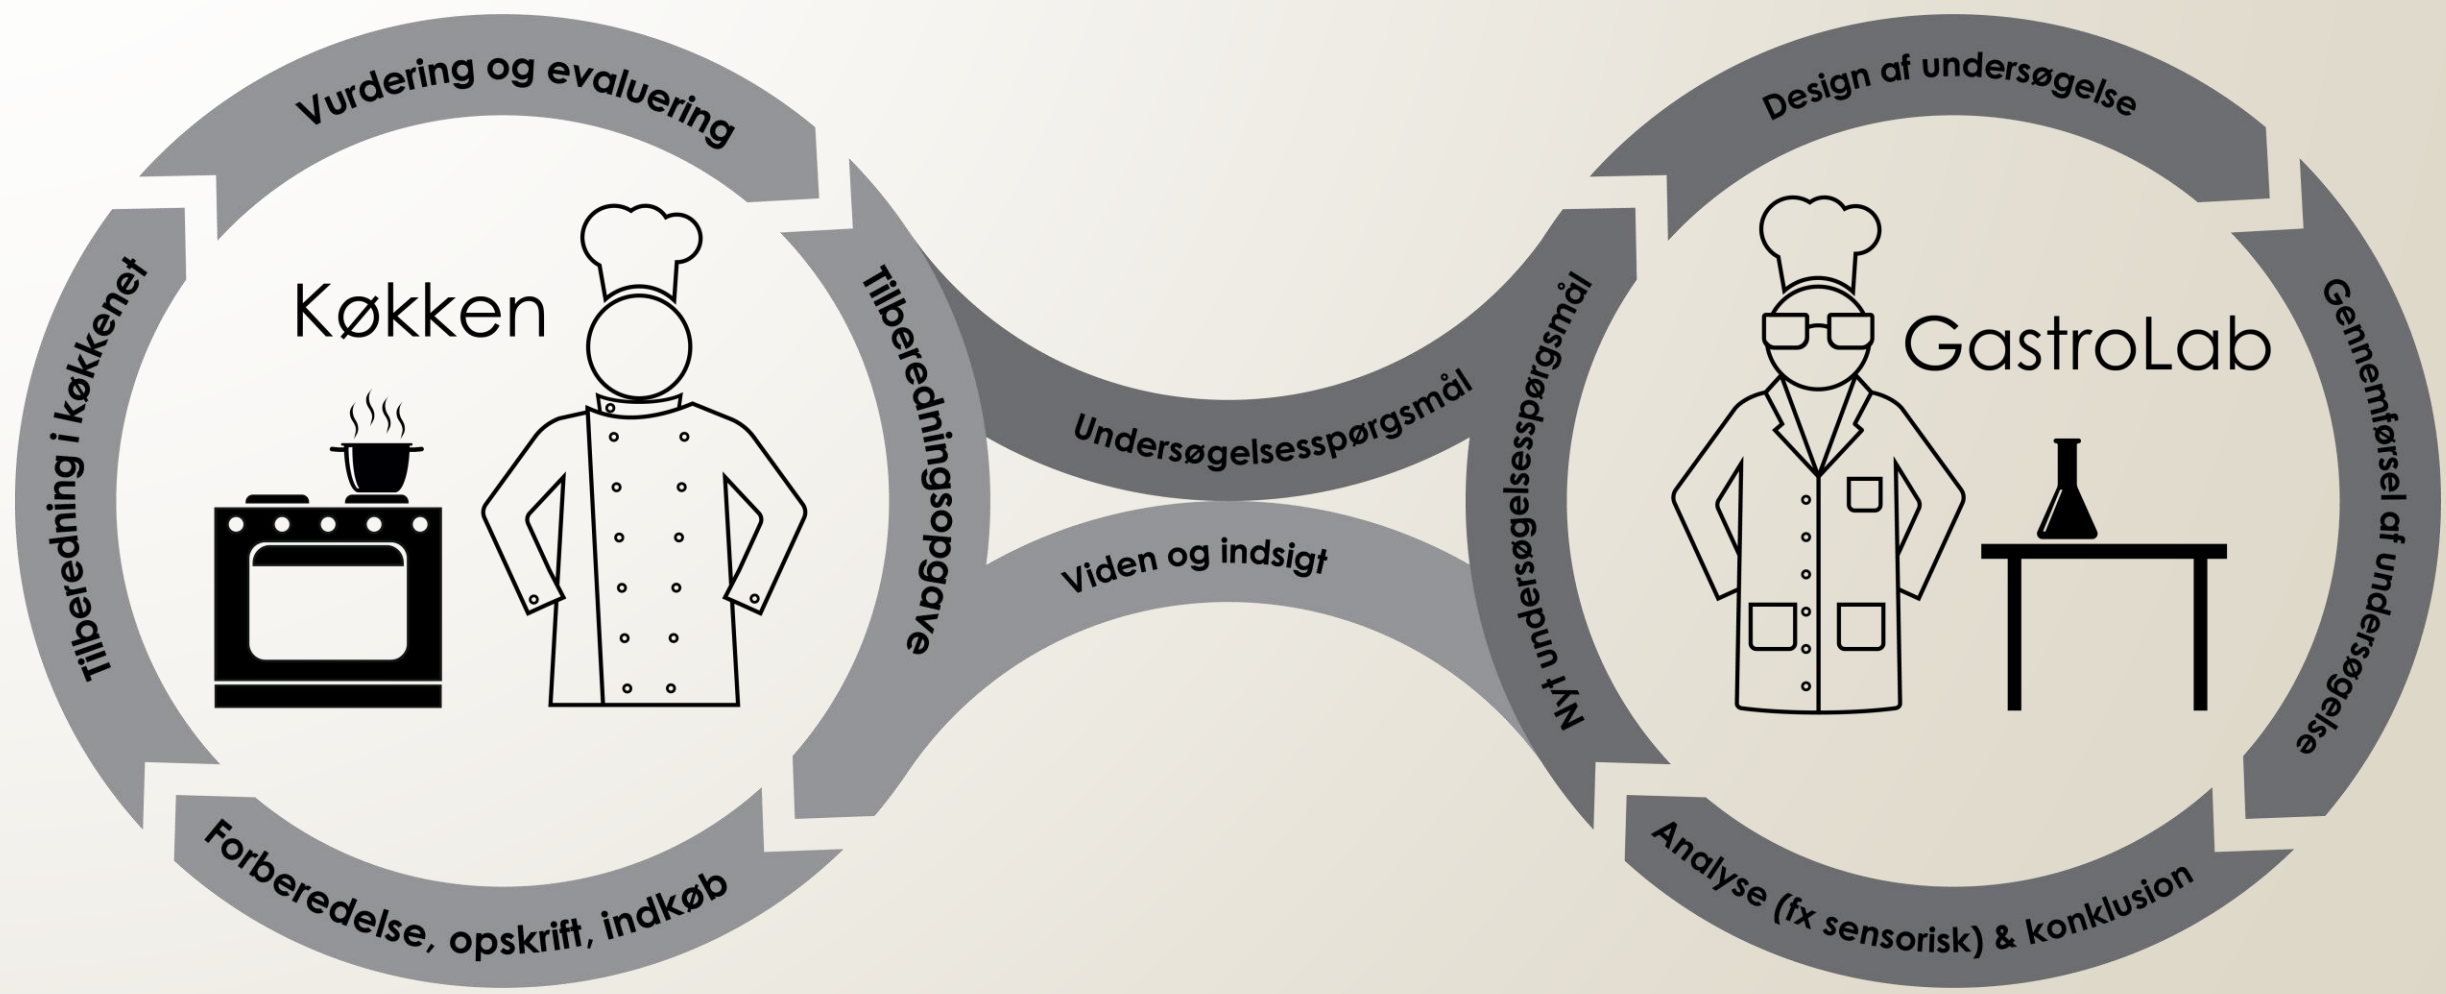 Vurdering og evaluering
Tilberedning i køkkenet
Køkken
Tilberedningsopgave
Forberedelse, opskrift, indkøb
Undersøgelsesspørgsmål
Viden og indsigt
Design af undersøgelse
Nyt undersøgelsesspørgsmål
GastroLab
Gennemførsel af undersøgelse
Analyse (fx sensorisk) & konklusion